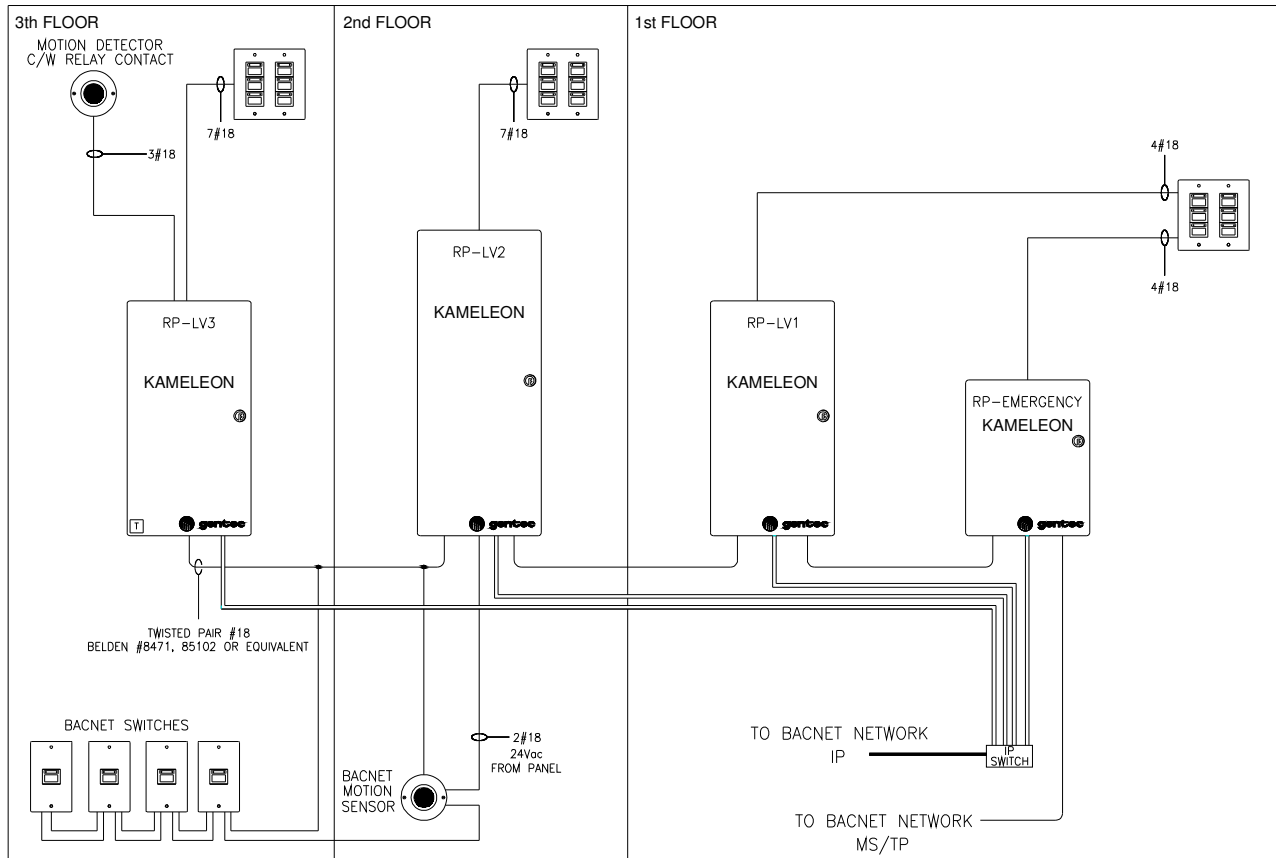 3th FLOOR
MOTION DETECTOR
C/W RELAY CONTACT
3#18
7#18
RP-LV3
KAMELEON
T
gentec
TWISTED PAIR #18
BELDEN #8471, 85102 OR EQUIVALENT
BACNET SWITCHES
2nd FLOOR
7#18
RP-LV2
KAMELEON
gentec
2#18
24Vac
FROM PANEL
BACNET
MOTION
SENSOR
1st FLOOR
4#18
4#18
RP-LV1
KAMELEON
gentec
RP-EMERGENCY
KAMELEON
gentec
TO BACNET NETWORK
IP
IP
SWITCH
TO BACNET NETWORK
MS/TP